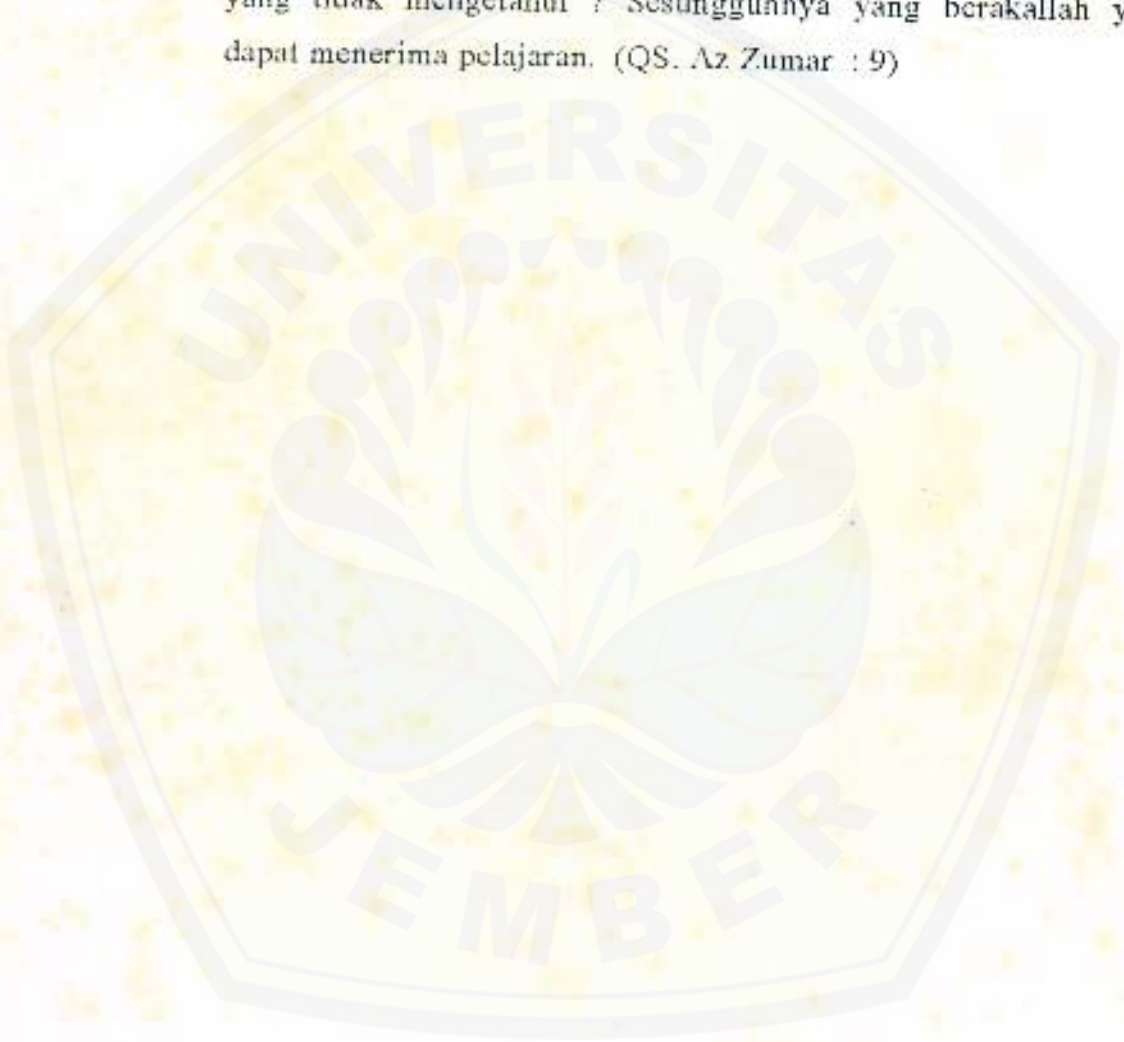 yang tidak mengetahui ? Sesungguhnya yang berakallah
dapat menerima pelajaran. (QS. Az Zumar : 9)
UNIVERSITAS
JEMBER